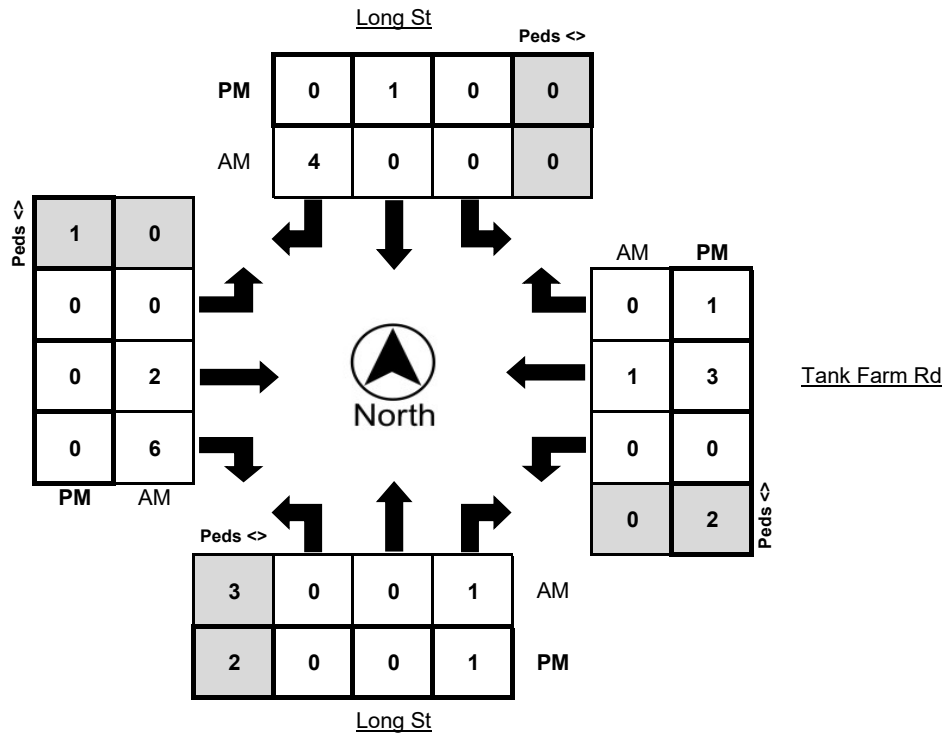 Long St
Peds <>
PM 0 1 0 0
AM 4 0 0 0
Peds <>
1 0
0 0
0 2
0 6
PM AM
AM PM
0 1
1 3
0 0
0 2
Peds <>
Tank Farm Rd
North
Peds <>
3 0 0 1 AM
2 0 0 1 PM
Long St